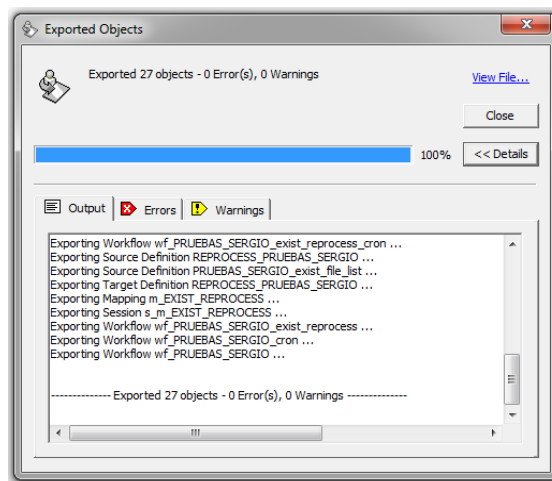 Exported Objects
Exported 27 objects - 0 Error(s), 0 Warnings
View File...
Close
100%
<< Details
Output
Errors
Warnings
Exporting Workflow wf_PRUEBAS_SERGIO_exist_reprocess_cron ...
Exporting Source Definition REPROCESS_PRUEBAS_SERGIO ...
Exporting Source Definition PRUEBAS_SERGIO_exist_file_list ...
Exporting Target Definition REPROCESS_PRUEBAS_SERGIO ...
Exporting Mapping m_EXIST_REPROCESS ...
Exporting Session s_m_EXIST_REPROCESS ...
Exporting Workflow wf_PRUEBAS_SERGIO_exist_reprocess ...
Exporting Workflow wf_PRUEBAS_SERGIO_cron ...
Exporting Workflow wf_PRUEBAS_SERGIO ...
-------------- Exported 27 objects - 0 Error(s), 0 Warnings --------------